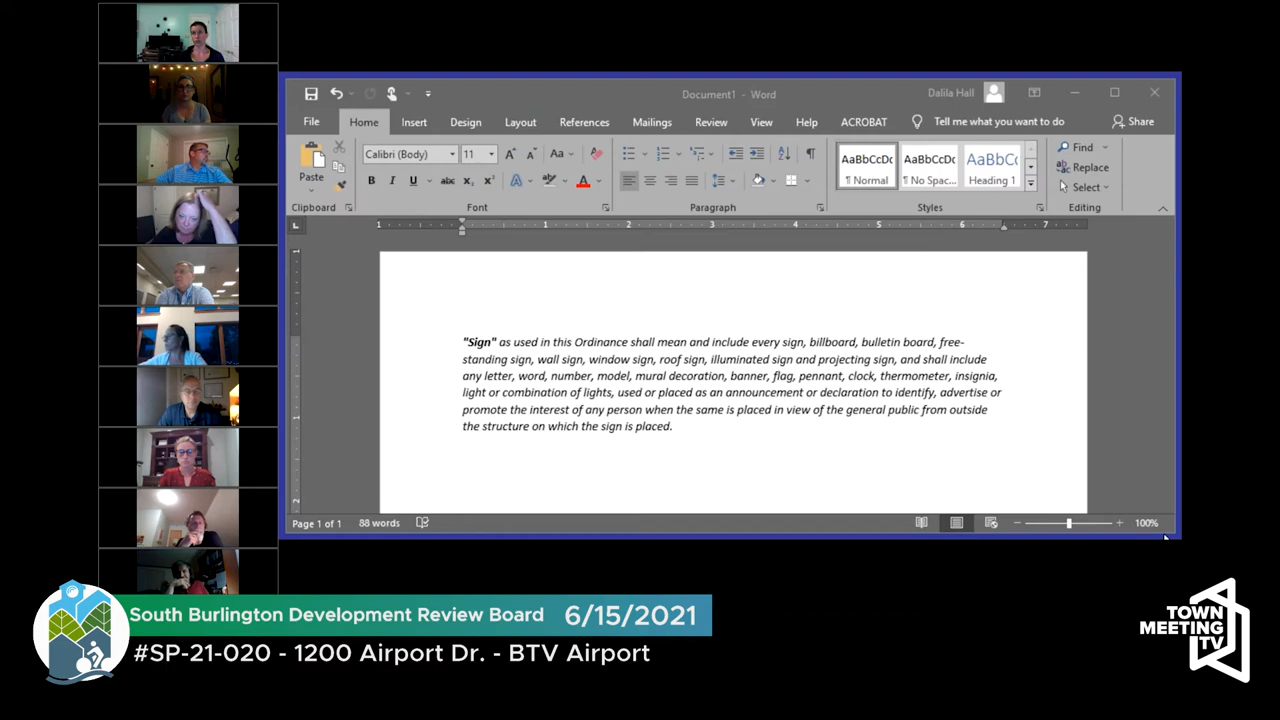 Document1 - Word
Dalila Hall
File
Home
Insert
Design
Layout
References
Mailings
Review
View
Help
ACROBAT
Tell me what you want to do
Share
Paste
Clipboard
Calibri (Body)
11
Font
Paragraph
AaBbCcDc
AaBbCcDc
AaBbCc
¶ Normal
¶ No Spac...
Heading 1
Styles
Find
Replace
Select
Editing
1 1 2 3 4 5 6 7
"Sign" as used in this Ordinance shall mean and include every sign, billboard, bulletin board, free-
standing sign, wall sign, window sign, roof sign, illuminated sign and projecting sign, and shall include
any letter, word, number, model, mural decoration, banner, flag, pennant, clock, thermometer, insignia,
light or combination of lights, used or placed as an announcement or declaration to identify, advertise or
promote the interest of any person when the same is placed in view of the general public from outside
the structure on which the sign is placed.
Page 1 of 1
88 words
100%
South Burlington Development Review Board 6/15/2021
#SP-21-020 - 1200 Airport Dr. - BTV Airport
TOWN
MEETING
TV